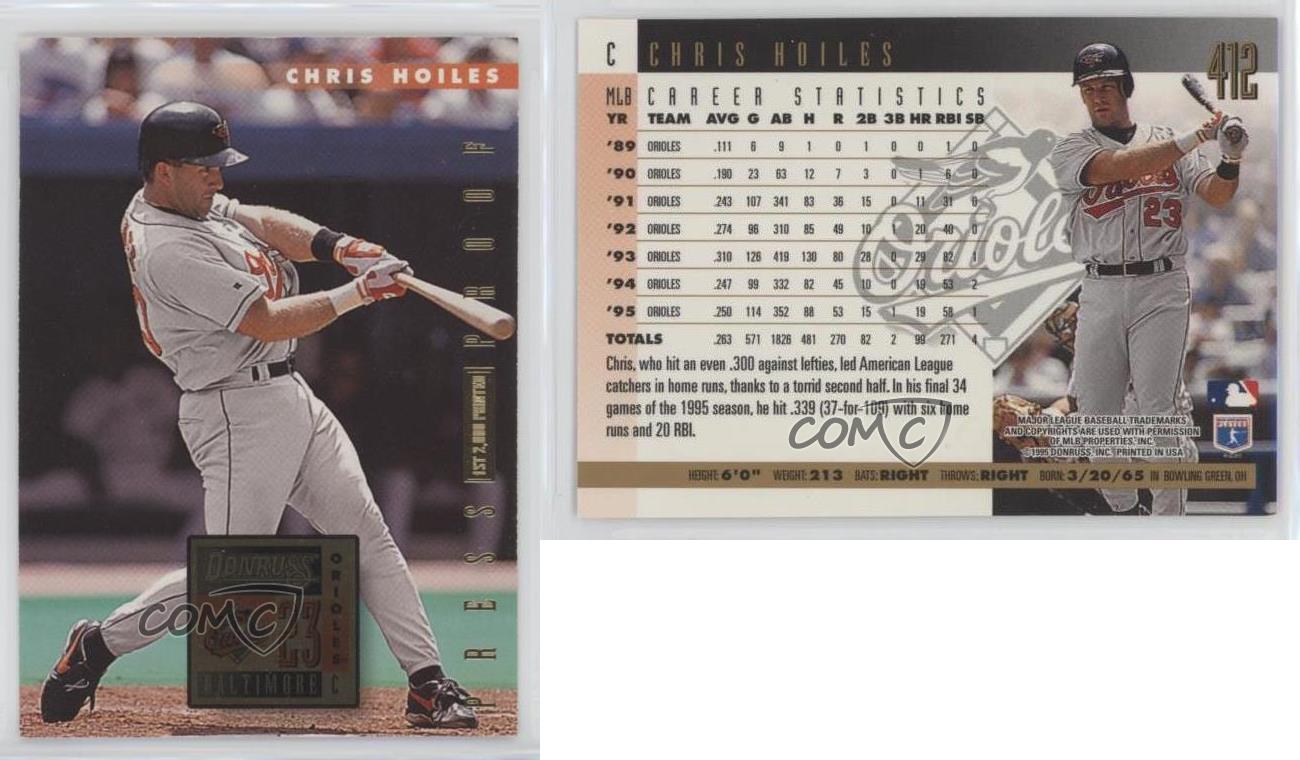 CHRIS HOILES
PRESS PROOF
1ST 2,000 PRINTED
DONRUSS
ORIOLES
23
BALTIMORE C
COMC
C CHRIS HOILES 412
MLB CAREER STATISTICS
YR TEAM AVG G AB H R 2B 3B HR RBI SB
'89 ORIOLES .111 6 9 1 0 1 0 0 1 0
'90 ORIOLES .190 23 63 12 7 3 0 1 6 0
'91 ORIOLES .243 107 341 83 36 15 0 11 31 0
'92 ORIOLES .274 96 310 85 49 10 1 20 40 0
'93 ORIOLES .310 126 419 130 80 28 0 29 82 1
'94 ORIOLES .247 99 332 82 45 10 0 19 53 2
'95 ORIOLES .250 114 352 88 53 15 1 19 58 1
TOTALS .263 571 1826 481 270 82 2 99 271 4
Orioles
23
Chris, who hit an even .300 against lefties, led American League
catchers in home runs, thanks to a torrid second half. In his final 34
games of the 1995 season, he hit .339 (37-for-109) with six home
runs and 20 RBI.
COMC
MAJOR LEAGUE BASEBALL TRADEMARKS
AND COPYRIGHTS ARE USED WITH PERMISSION
OF MLB PROPERTIES, INC.
©1995 DONRUSS, INC. PRINTED IN USA
HEIGHT: 6'0" WEIGHT: 213 BATS: RIGHT THROWS: RIGHT BORN: 3/20/65 IN BOWLING GREEN, OH